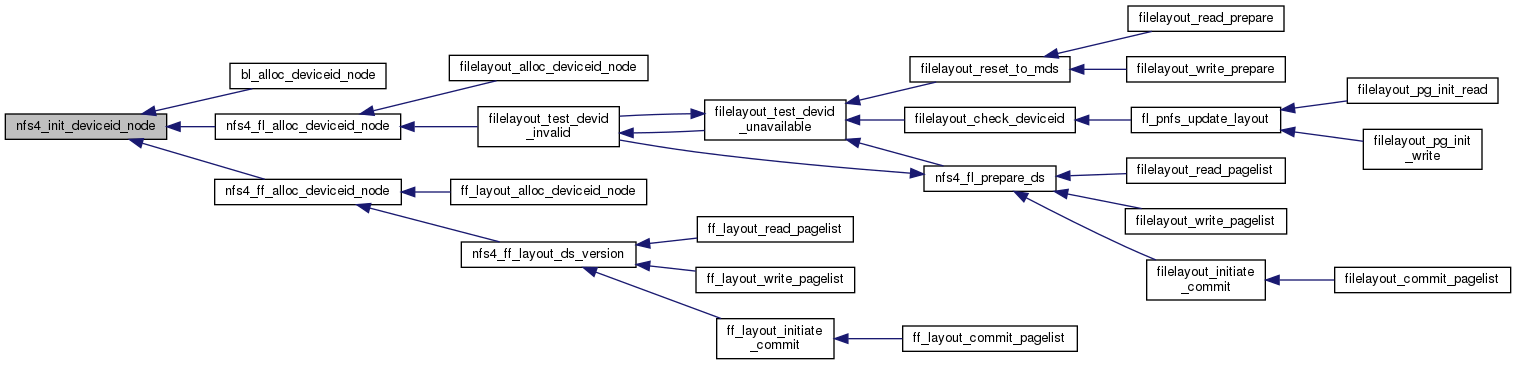 nfs4_init_deviceid_node
bl_alloc_deviceid_node
nfs4_fl_alloc_deviceid_node
nfs4_ff_alloc_deviceid_node
filelayout_alloc_deviceid_node
filelayout_test_devid
_invalid
ff_layout_alloc_deviceid_node
nfs4_ff_layout_ds_version
filelayout_test_devid
_unavailable
ff_layout_read_pagelist
ff_layout_write_pagelist
ff_layout_initiate
_commit
filelayout_reset_to_mds
filelayout_check_deviceid
nfs4_fl_prepare_ds
ff_layout_commit_pagelist
filelayout_read_prepare
filelayout_write_prepare
fl_pnfs_update_layout
filelayout_read_pagelist
filelayout_write_pagelist
filelayout_initiate
_commit
filelayout_pg_init_read
filelayout_pg_init
_write
filelayout_commit_pagelist